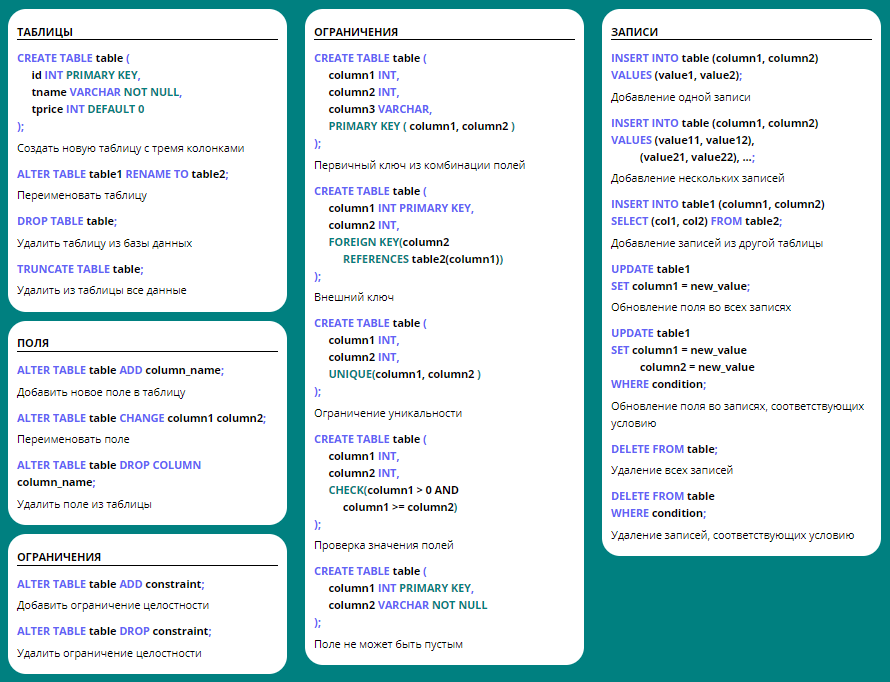 ТАБЛИЦЫ
CREATE TABLE table (
id INT PRIMARY KEY,
tname VARCHAR NOT NULL,
tprice INT DEFAULT 0
);
Создать новую таблицу с тремя колонками
ALTER TABLE table1 RENAME TO table2;
Переименовать таблицу
DROP TABLE table;
Удалить таблицу из базы данных
TRUNCATE TABLE table;
Удалить из таблицы все данные
ПОЛЯ
ALTER TABLE table ADD column_name;
Добавить новое поле в таблицу
ALTER TABLE table CHANGE column1 column2;
Переименовать поле
ALTER TABLE table DROP COLUMN
column_name;
Удалить поле из таблицы
ОГРАНИЧЕНИЯ
ALTER TABLE table ADD constraint;
Добавить ограничение целостности
ALTER TABLE table DROP constraint;
Удалить ограничение целостности
ОГРАНИЧЕНИЯ
CREATE TABLE table (
column1 INT,
column2 INT,
column3 VARCHAR,
PRIMARY KEY ( column1, column2 )
);
Первичный ключ из комбинации полей
CREATE TABLE table (
column1 INT PRIMARY KEY,
column2 INT,
FOREIGN KEY(column2
REFERENCES table2(column1))
);
Внешний ключ
CREATE TABLE table (
column1 INT,
column2 INT,
UNIQUE(column1, column2 )
);
Ограничение уникальности
CREATE TABLE table (
column1 INT,
column2 INT,
CHECK(column1 > 0 AND
column1 >= column2)
);
Проверка значения полей
CREATE TABLE table (
column1 INT PRIMARY KEY,
column2 VARCHAR NOT NULL
);
Поле не может быть пустым
ЗАПИСИ
INSERT INTO table (column1, column2)
VALUES (value1, value2);
Добавление одной записи
INSERT INTO table (column1, column2)
VALUES (value11, value12),
(value21, value22), ...;
Добавление нескольких записей
INSERT INTO table1 (column1, column2)
SELECT (col1, col2) FROM table2;
Добавление записей из другой таблицы
UPDATE table1
SET column1 = new_value;
Обновление поля во всех записях
UPDATE table1
SET column1 = new_value
column2 = new_value
WHERE condition;
Обновление поля во записях, соответствующих
условию
DELETE FROM table;
Удаление всех записей
DELETE FROM table
WHERE condition;
Удаление записей, соответствующих условию